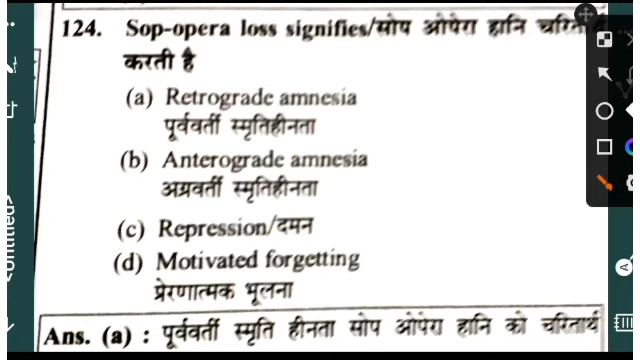 124. Sop-opera loss signifies/सोप ओपेरा हानि चरितार्थ
करती है
(a) Retrograde amnesia
पूर्ववर्ती स्मृतिहीनता
(b) Anterograde amnesia
अग्रवर्ती स्मृतिहीनता
(c) Repression/दमन
(d) Motivated forgetting
प्रेरणात्मक भूलना
Ans. (a) : पूर्ववर्ती स्मृति हीनता सोप ओपेरा हानि को चरितार्थ